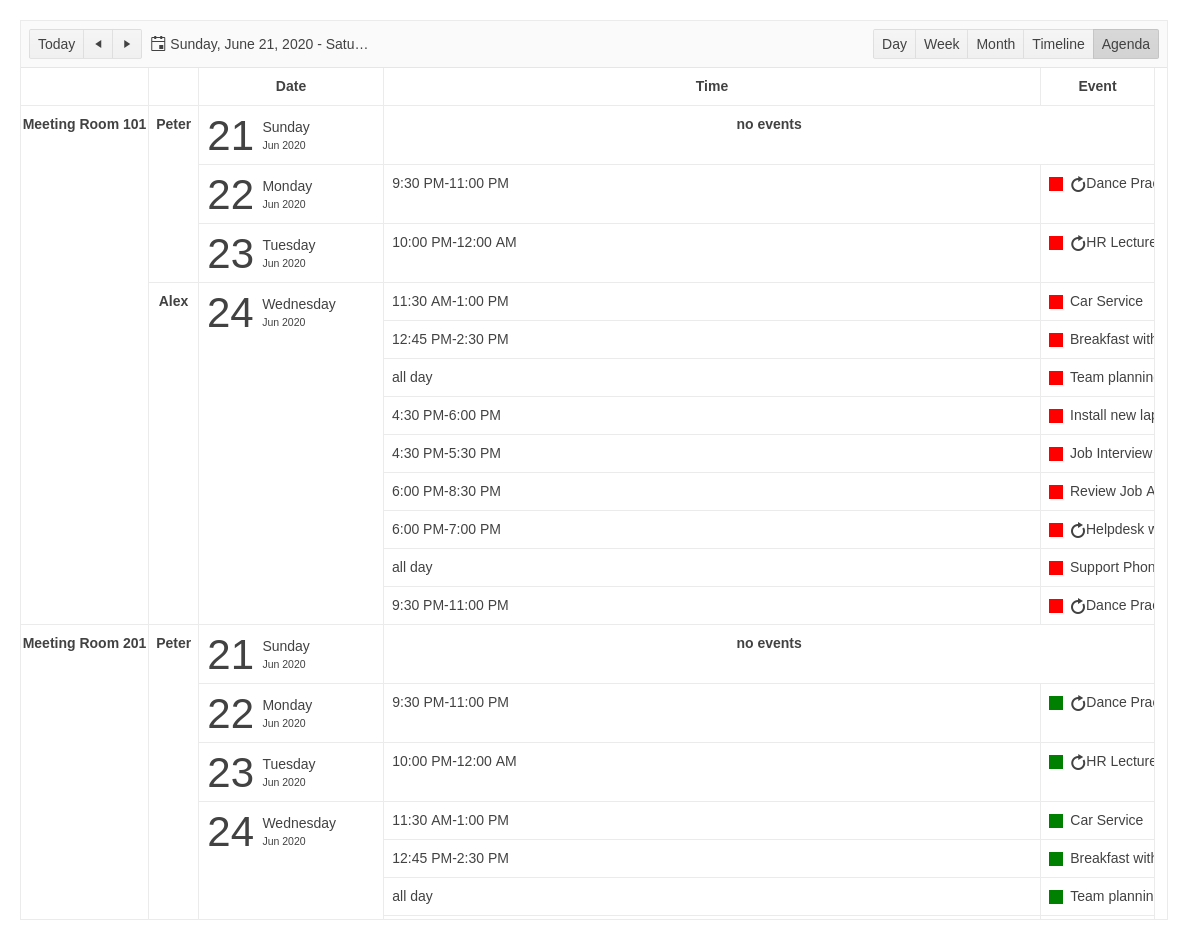 Today Sunday, June 21, 2020 - Satu… Day Week Month Timeline Agenda
Date Time Event
Meeting Room 101 Peter 21 Sunday no events
Jun 2020
22 Monday 9:30 PM-11:00 PM Dance Prac
Jun 2020
23 Tuesday 10:00 PM-12:00 AM HR Lecture
Jun 2020
Alex 24 Wednesday 11:30 AM-1:00 PM Car Service
Jun 2020
12:45 PM-2:30 PM Breakfast with
all day Team plannin
4:30 PM-6:00 PM Install new lap
4:30 PM-5:30 PM Job Interview
6:00 PM-8:30 PM Review Job A
6:00 PM-7:00 PM Helpdesk w
all day Support Phon
9:30 PM-11:00 PM Dance Prac
Meeting Room 201 Peter 21 Sunday no events
Jun 2020
22 Monday 9:30 PM-11:00 PM Dance Prac
Jun 2020
23 Tuesday 10:00 PM-12:00 AM HR Lecture
Jun 2020
24 Wednesday 11:30 AM-1:00 PM Car Service
Jun 2020
12:45 PM-2:30 PM Breakfast with
all day Team plannin